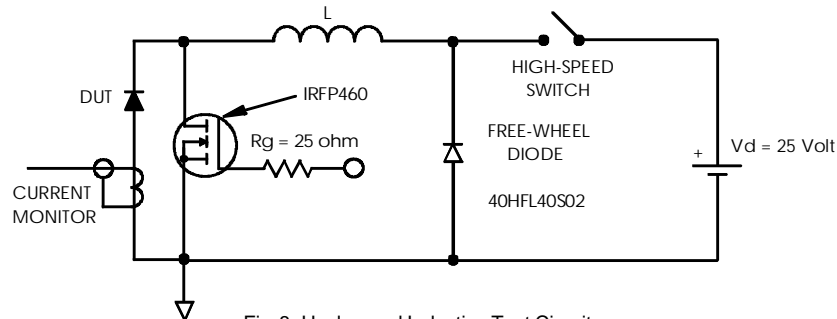 L
HIGH-SPEED
SWITCH
DUT
IRFP460
Rg = 25 ohm
FREE-WHEEL
DIODE
40HFL40S02
+
Vd = 25 Volt
CURRENT
MONITOR